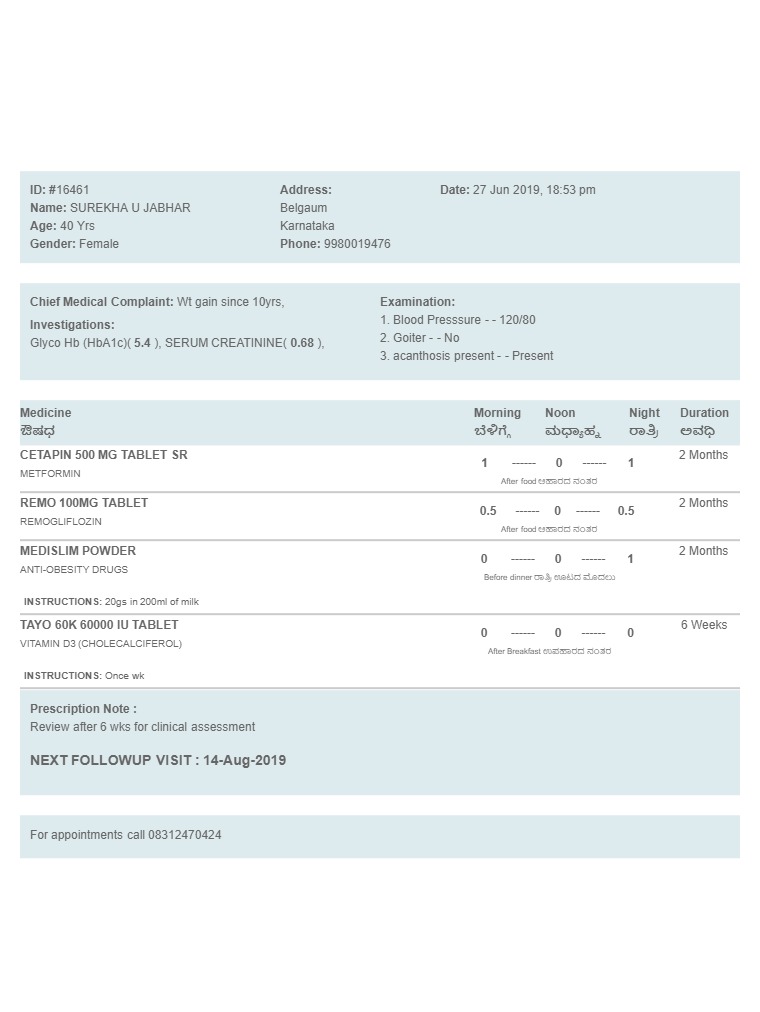 ID: #16461
Name: SUREKHA U JABHAR
Age: 40 Yrs
Gender: Female
Address:
Belgaum
Karnataka
Phone: 9980019476
Date: 27 Jun 2019, 18:53 pm
Chief Medical Complaint: Wt gain since 10yrs,
Investigations:
Glyco Hb (HbA1c)( 5.4 ), SERUM CREATININE( 0.68 ),
Examination:
1. Blood Presssure - - 120/80
2. Goiter - - No
3. acanthosis present - - Present
Medicine Morning Noon Night Duration
ಔಷಧ ಬೆಳಿಗ್ಗೆ ಮಧ್ಯಾಹ್ನ ರಾತ್ರಿ ಅವಧಿ
CETAPIN 500 MG TABLET SR 1 ------ 0 ------ 1 2 Months
METFORMIN
After food ಆಹಾರದ ನಂತರ
REMO 100MG TABLET 0.5 ------ 0 ------ 0.5 2 Months
REMOGLIFLOZIN
After food ಆಹಾರದ ನಂತರ
MEDISLIM POWDER 0 ------ 0 ------ 1 2 Months
ANTI-OBESITY DRUGS
Before dinner ರಾತ್ರಿ ಊಟದ ಮೊದಲು
INSTRUCTIONS: 20gs in 200ml of milk
TAYO 60K 60000 IU TABLET 0 ------ 0 ------ 0 6 Weeks
VITAMIN D3 (CHOLECALCIFEROL)
After Breakfast ಉಪಹಾರದ ನಂತರ
INSTRUCTIONS: Once wk
Prescription Note :
Review after 6 wks for clinical assessment
NEXT FOLLOWUP VISIT : 14-Aug-2019
For appointments call 08312470424